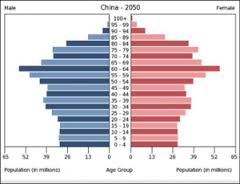 Male China - 2050 Female
100+
95 - 99
90 - 94
85 - 89
80 - 84
75 - 79
70 - 74
65 - 69
60 - 64
55 - 59
50 - 54
45 - 49
40 - 44
35 - 39
30 - 34
25 - 29
20 - 24
15 - 19
10 - 14
5 - 9
0 - 4
65 52 39 26 13 0 0 13 26 39 52 65
Population (in millions) Age Group Population (in millions)